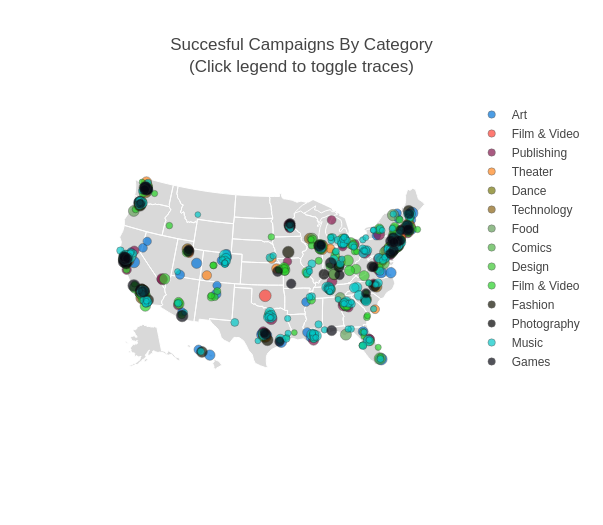 Succesful Campaigns By Category
(Click legend to toggle traces)
Art
Film & Video
Publishing
Theater
Dance
Technology
Food
Comics
Design
Film & Video
Fashion
Photography
Music
Games